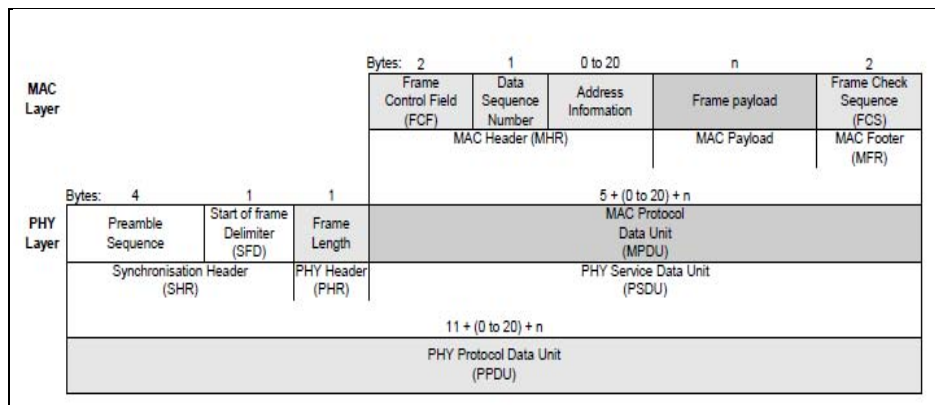 Bytes: 2 1 0 to 20 n 2
MAC
Layer
Frame
Control Field
(FCF)
Data
Sequence
Number
Address
Information
Frame payload
Frame Check
Sequence
(FCS)
MAC Header (MHR)
MAC Payload
MAC Footer
(MFR)
Bytes: 4 1 1 5 + (0 to 20) + n
PHY
Layer
Preamble
Sequence
Start of frame
Delimiter
(SFD)
Frame
Length
MAC Protocol
Data Unit
(MPDU)
Synchronisation Header
(SHR)
PHY Header
(PHR)
PHY Service Data Unit
(PSDU)
11 + (0 to 20) + n
PHY Protocol Data Unit
(PPDU)